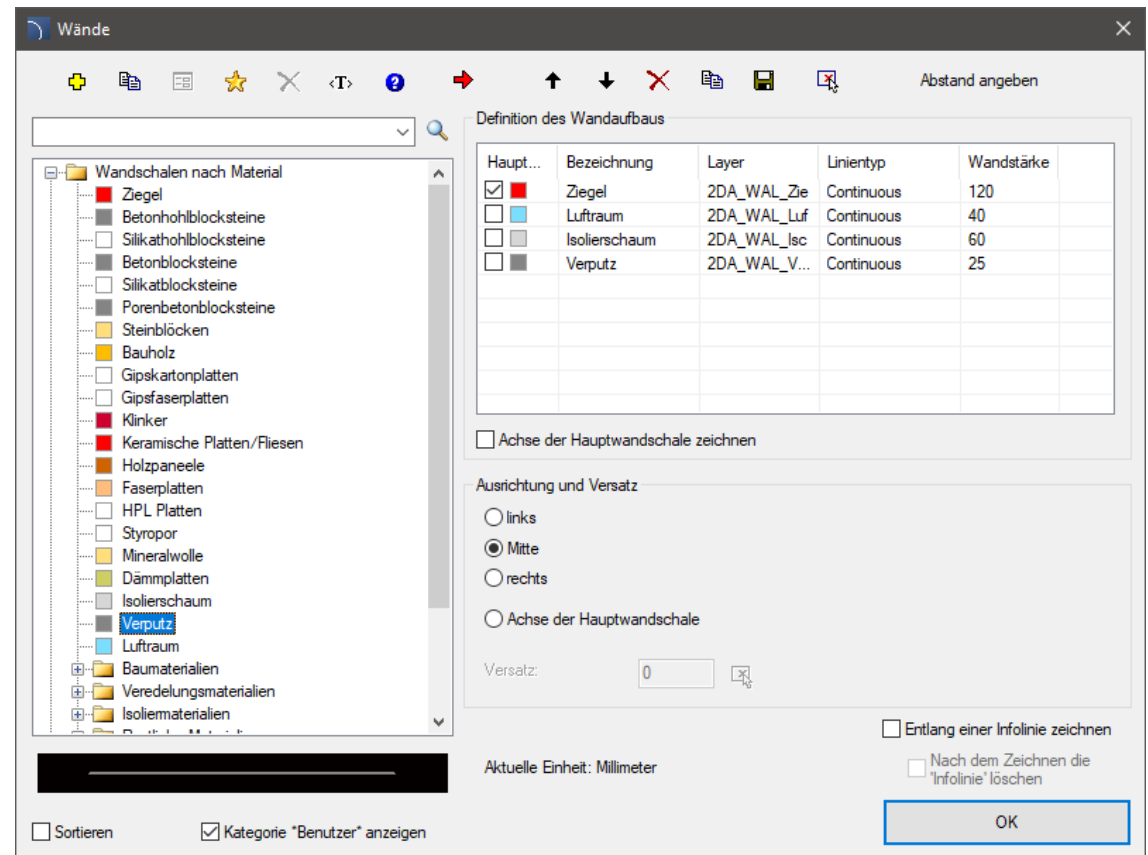 Wände
<T>
?
Abstand angeben
Definition des Wandaufbaus
Haupt... Bezeichnung Layer Linientyp Wandstärke
Ziegel 2DA_WAL_Zie Continuous 120
Luftraum 2DA_WAL_Luf Continuous 40
Isolierschaum 2DA_WAL_Isc Continuous 60
Verputz 2DA_WAL_V... Continuous 25
Achse der Hauptwandschale zeichnen
Wandschalen nach Material
Ziegel
Betonhohlblocksteine
Silikathohlblocksteine
Betonblocksteine
Silikatblocksteine
Porenbetonblocksteine
Steinblöcken
Bauholz
Gipskartonplatten
Gipsfaserplatten
Klinker
Keramische Platten/Fliesen
Holzpaneele
Faserplatten
HPL Platten
Styropor
Mineralwolle
Dämmplatten
Isolierschaum
Verputz
Luftraum
Baumaterialien
Veredelungsmaterialien
Isoliermaterialien
Ausrichtung und Versatz
links
Mitte
rechts
Achse der Hauptwandschale
Versatz: 0
Entlang einer Infolinie zeichnen
Aktuelle Einheit: Millimeter
Nach dem Zeichnen die
'Infolinie' löschen
Sortieren
Kategorie "Benutzer" anzeigen
OK